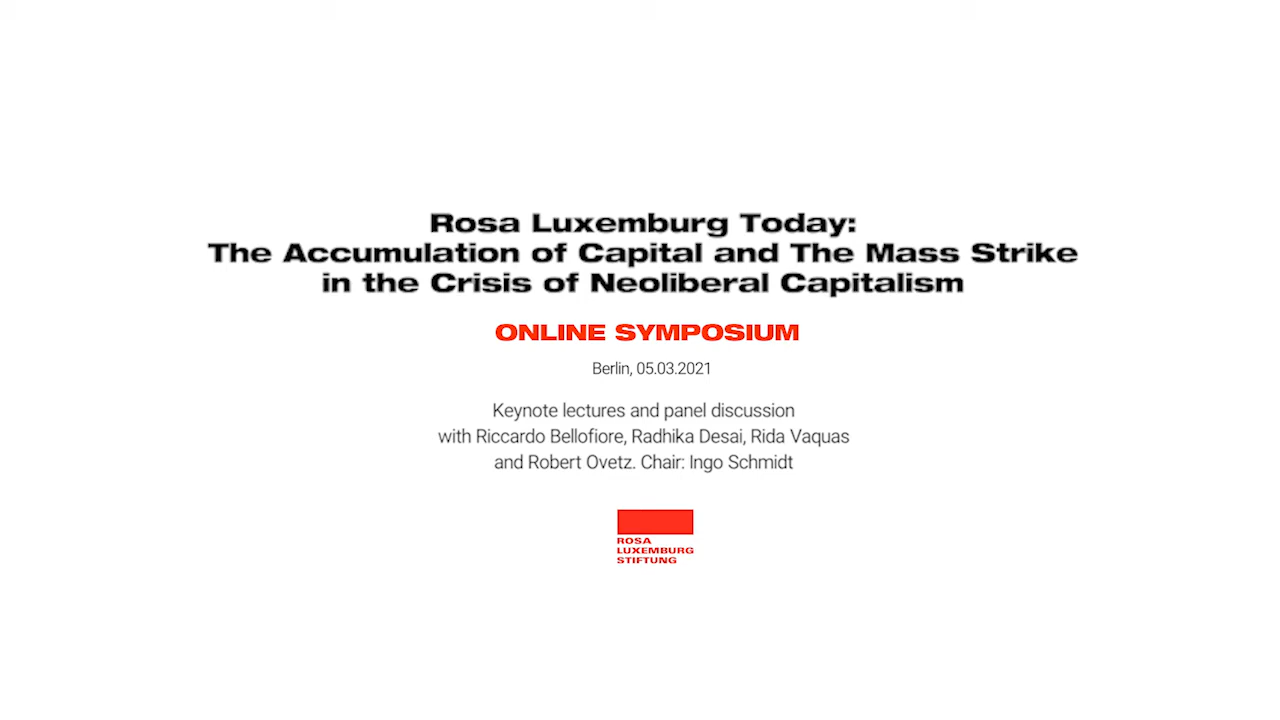 Rosa Luxemburg Today:
The Accumulation of Capital and The Mass Strike
in the Crisis of Neoliberal Capitalism
ONLINE SYMPOSIUM
Berlin, 05.03.2021
Keynote lectures and panel discussion
with Riccardo Bellofiore, Radhika Desai, Rida Vaquas
and Robert Ovetz. Chair: Ingo Schmidt
ROSA
LUXEMBURG
STIFTUNG